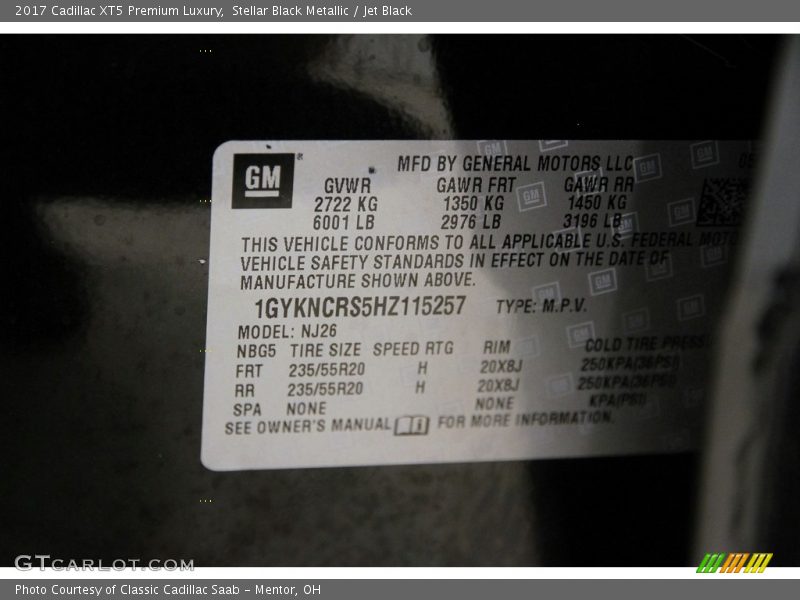 2017 Cadillac XT5 Premium Luxury, Stellar Black Metallic / Jet Black
GM ®
MFD BY GENERAL MOTORS LLC
GVWR GAWR FRT GAWR RR
2722 KG 1350 KG 1450 KG
6001 LB 2976 LB 3196 LB
THIS VEHICLE CONFORMS TO ALL APPLICABLE U.S. FEDERAL
VEHICLE SAFETY STANDARDS IN EFFECT ON THE DATE OF
MANUFACTURE SHOWN ABOVE.
1GYKNCRS5HZ115257 TYPE: M.P.V.
MODEL: NJ26
NBG5 TIRE SIZE SPEED RTG RIM COLD TIRE
FRT 235/55R20 H 20X8J 250KPA(36PSI)
RR 235/55R20 H 20X8J 250KPA(36PSI)
SPA NONE NONE KPA(PSI)
SEE OWNER'S MANUAL FOR MORE INFORMATION.
GTCARLOT.COM
Photo Courtesy of Classic Cadillac Saab - Mentor, OH